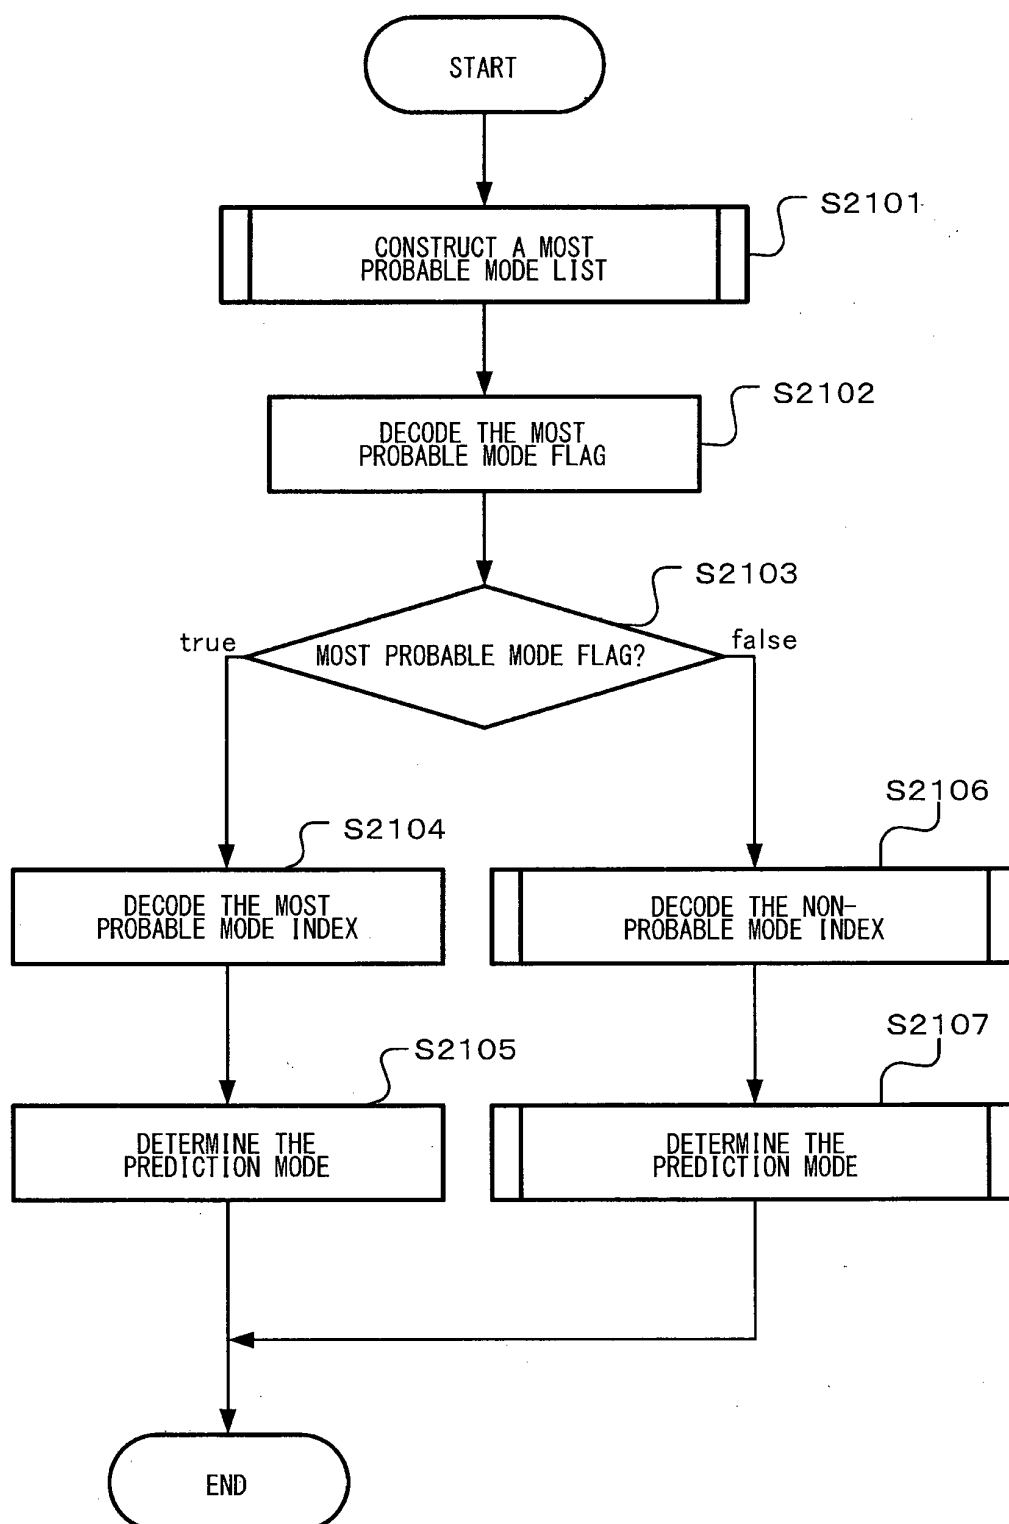 START
S2101
CONSTRUCT A MOST
PROBABLE MODE LIST
S2102
DECODE THE MOST
PROBABLE MODE FLAG
S2103
true
MOST PROBABLE MODE FLAG?
false
S2104
DECODE THE MOST
PROBABLE MODE INDEX
S2106
DECODE THE NON-
PROBABLE MODE INDEX
S2105
DETERMINE THE
PREDICTION MODE
S2107
DETERMINE THE
PREDICTION MODE
END